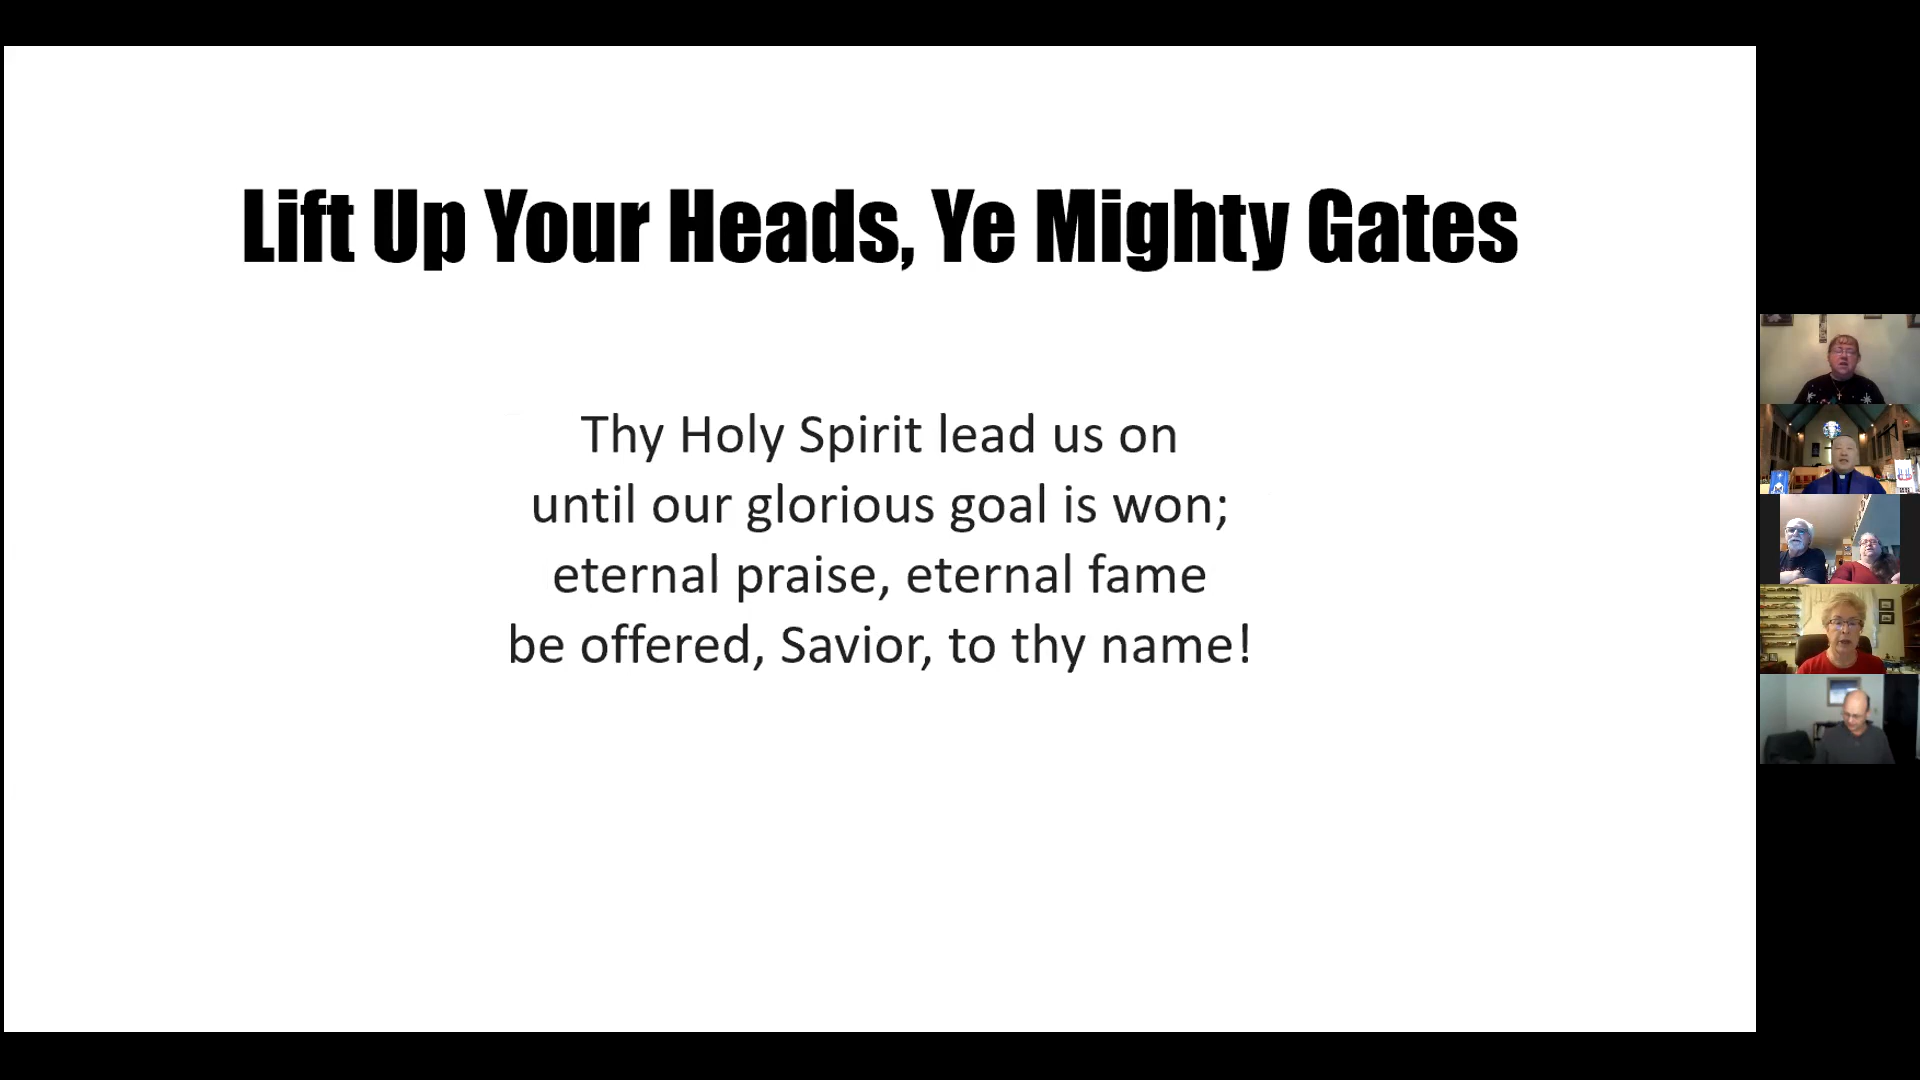 Lift Up Your Heads, Ye Mighty Gates
Thy Holy Spirit lead us on
until our glorious goal is won;
eternal praise, eternal fame
be offered, Savior, to thy name!